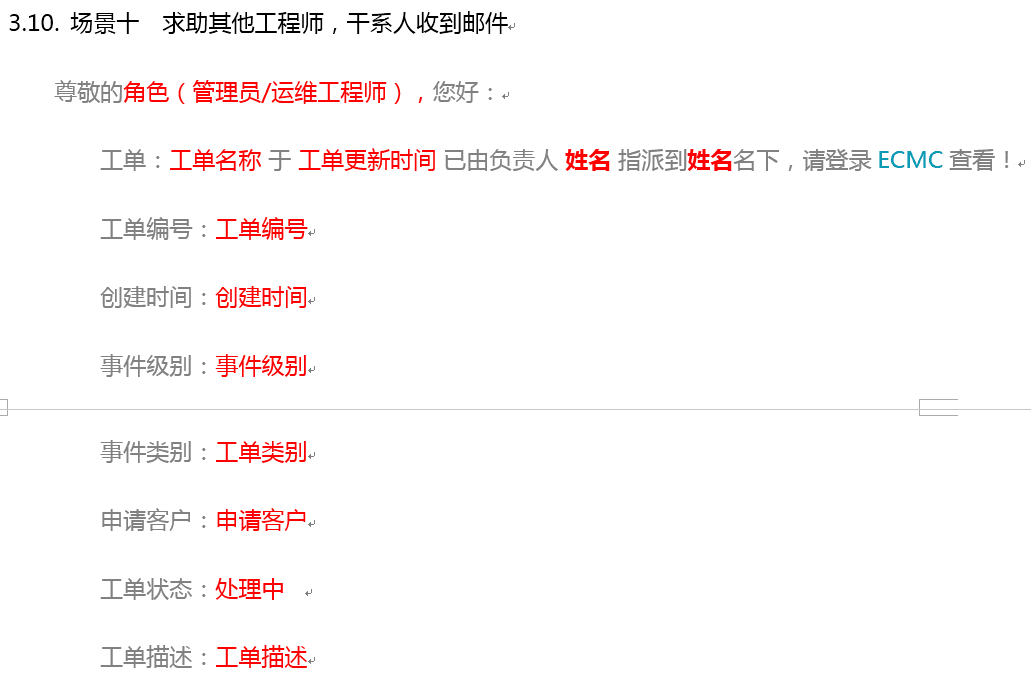 3.10. 场景十 求助其他工程师，干系人收到邮件
尊敬的角色（管理员/运维工程师），您好：
工单：工单名称 于 工单更新时间 已由负责人 姓名 指派到姓名名下，请登录 ECMC 查看！
工单编号：工单编号
创建时间：创建时间
事件级别：事件级别
事件类别：工单类别
申请客户：申请客户
工单状态：处理中
工单描述：工单描述